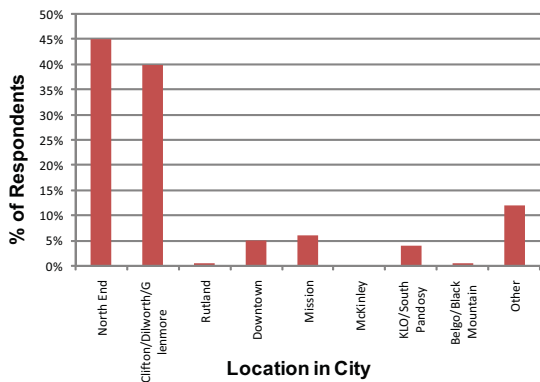 50%
45%
40%
35%
30%
25%
20%
15%
10%
5%
0%
% of Respondents
North End
Clifton/Dilworth/G
lenmore
Rutland
Downtown
Mission
McKinley
KLO/South
Pandosy
Belgo/Black
Mountain
Other
Location in City